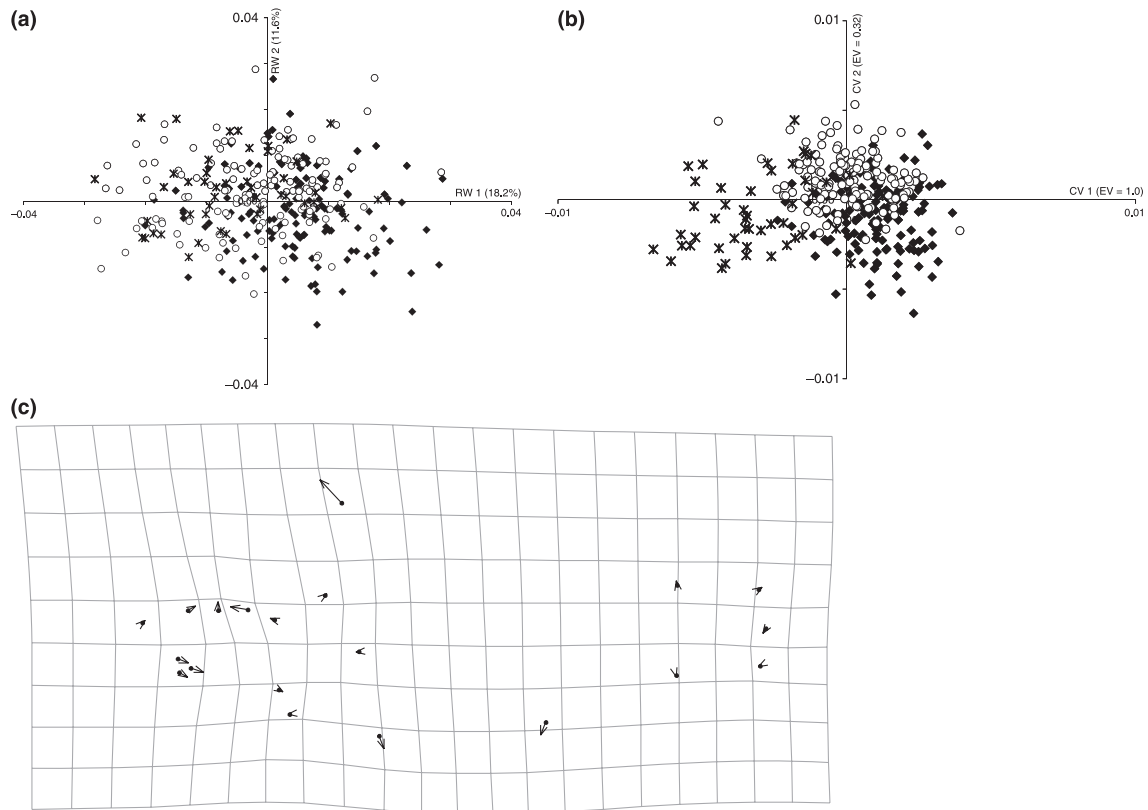 (a)
0.04
RW 2 (11.6%)
RW 1 (18.2%)
−0.04
0.04
−0.04
(b)
0.01
CV 2 (EV = 0.32)
CV 1 (EV = 1.0)
−0.01
0.01
−0.01
(c)